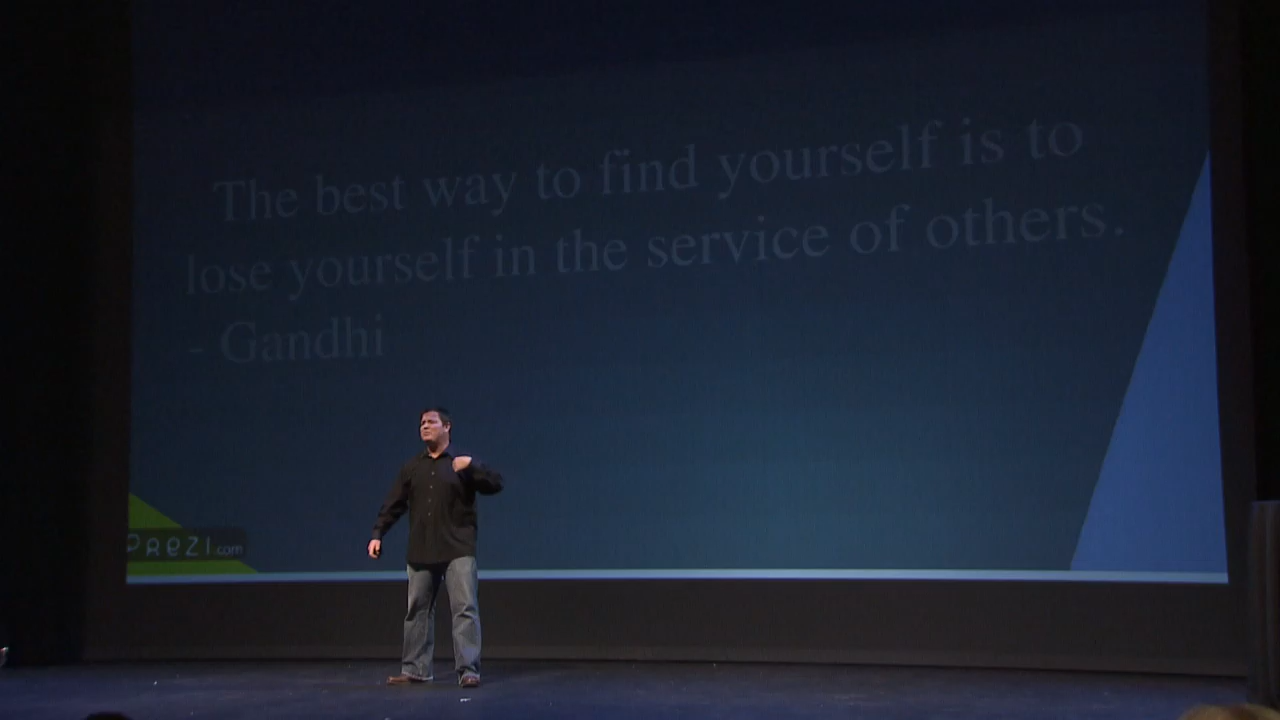 The best way to find yourself is to
lose yourself in the service of others.
- Gandhi
PREZI.com